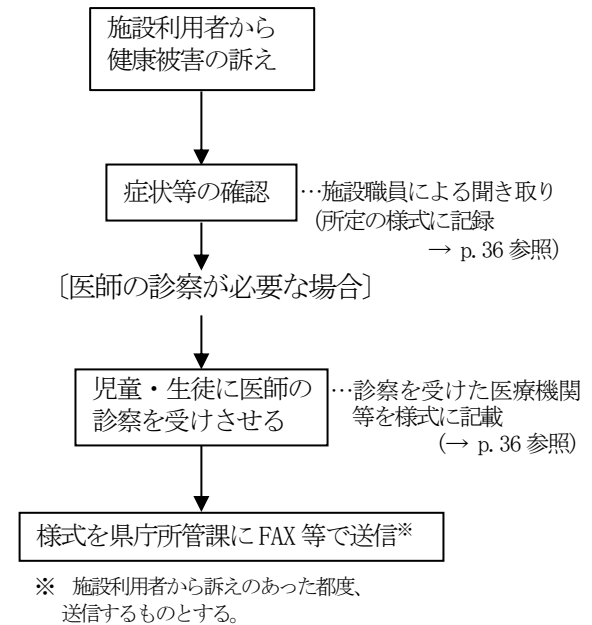 施設利用者から
健康被害の訴え
症状等の確認
…施設職員による聞き取り
(所定の様式に記録
→ p.36 参照)
〔医師の診察が必要な場合〕
児童・生徒に医師の
診察を受けさせる
…診察を受けた医療機関
等を様式に記載
(→ p.36 参照)
様式を県庁所管課に FAX 等で送信※
※ 施設利用者から訴えのあった都度、
送信するものとする。